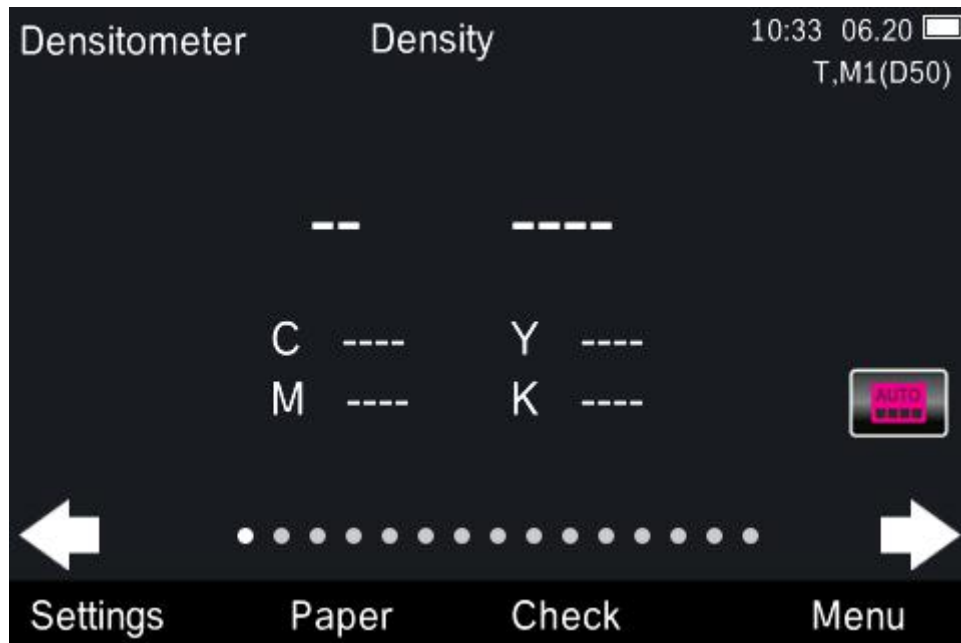 Densitometer Density 10:33 06.20
T,M1(D50)
-- ----
C ---- Y ----
M ---- K ----
AUTO
Settings Paper Check Menu